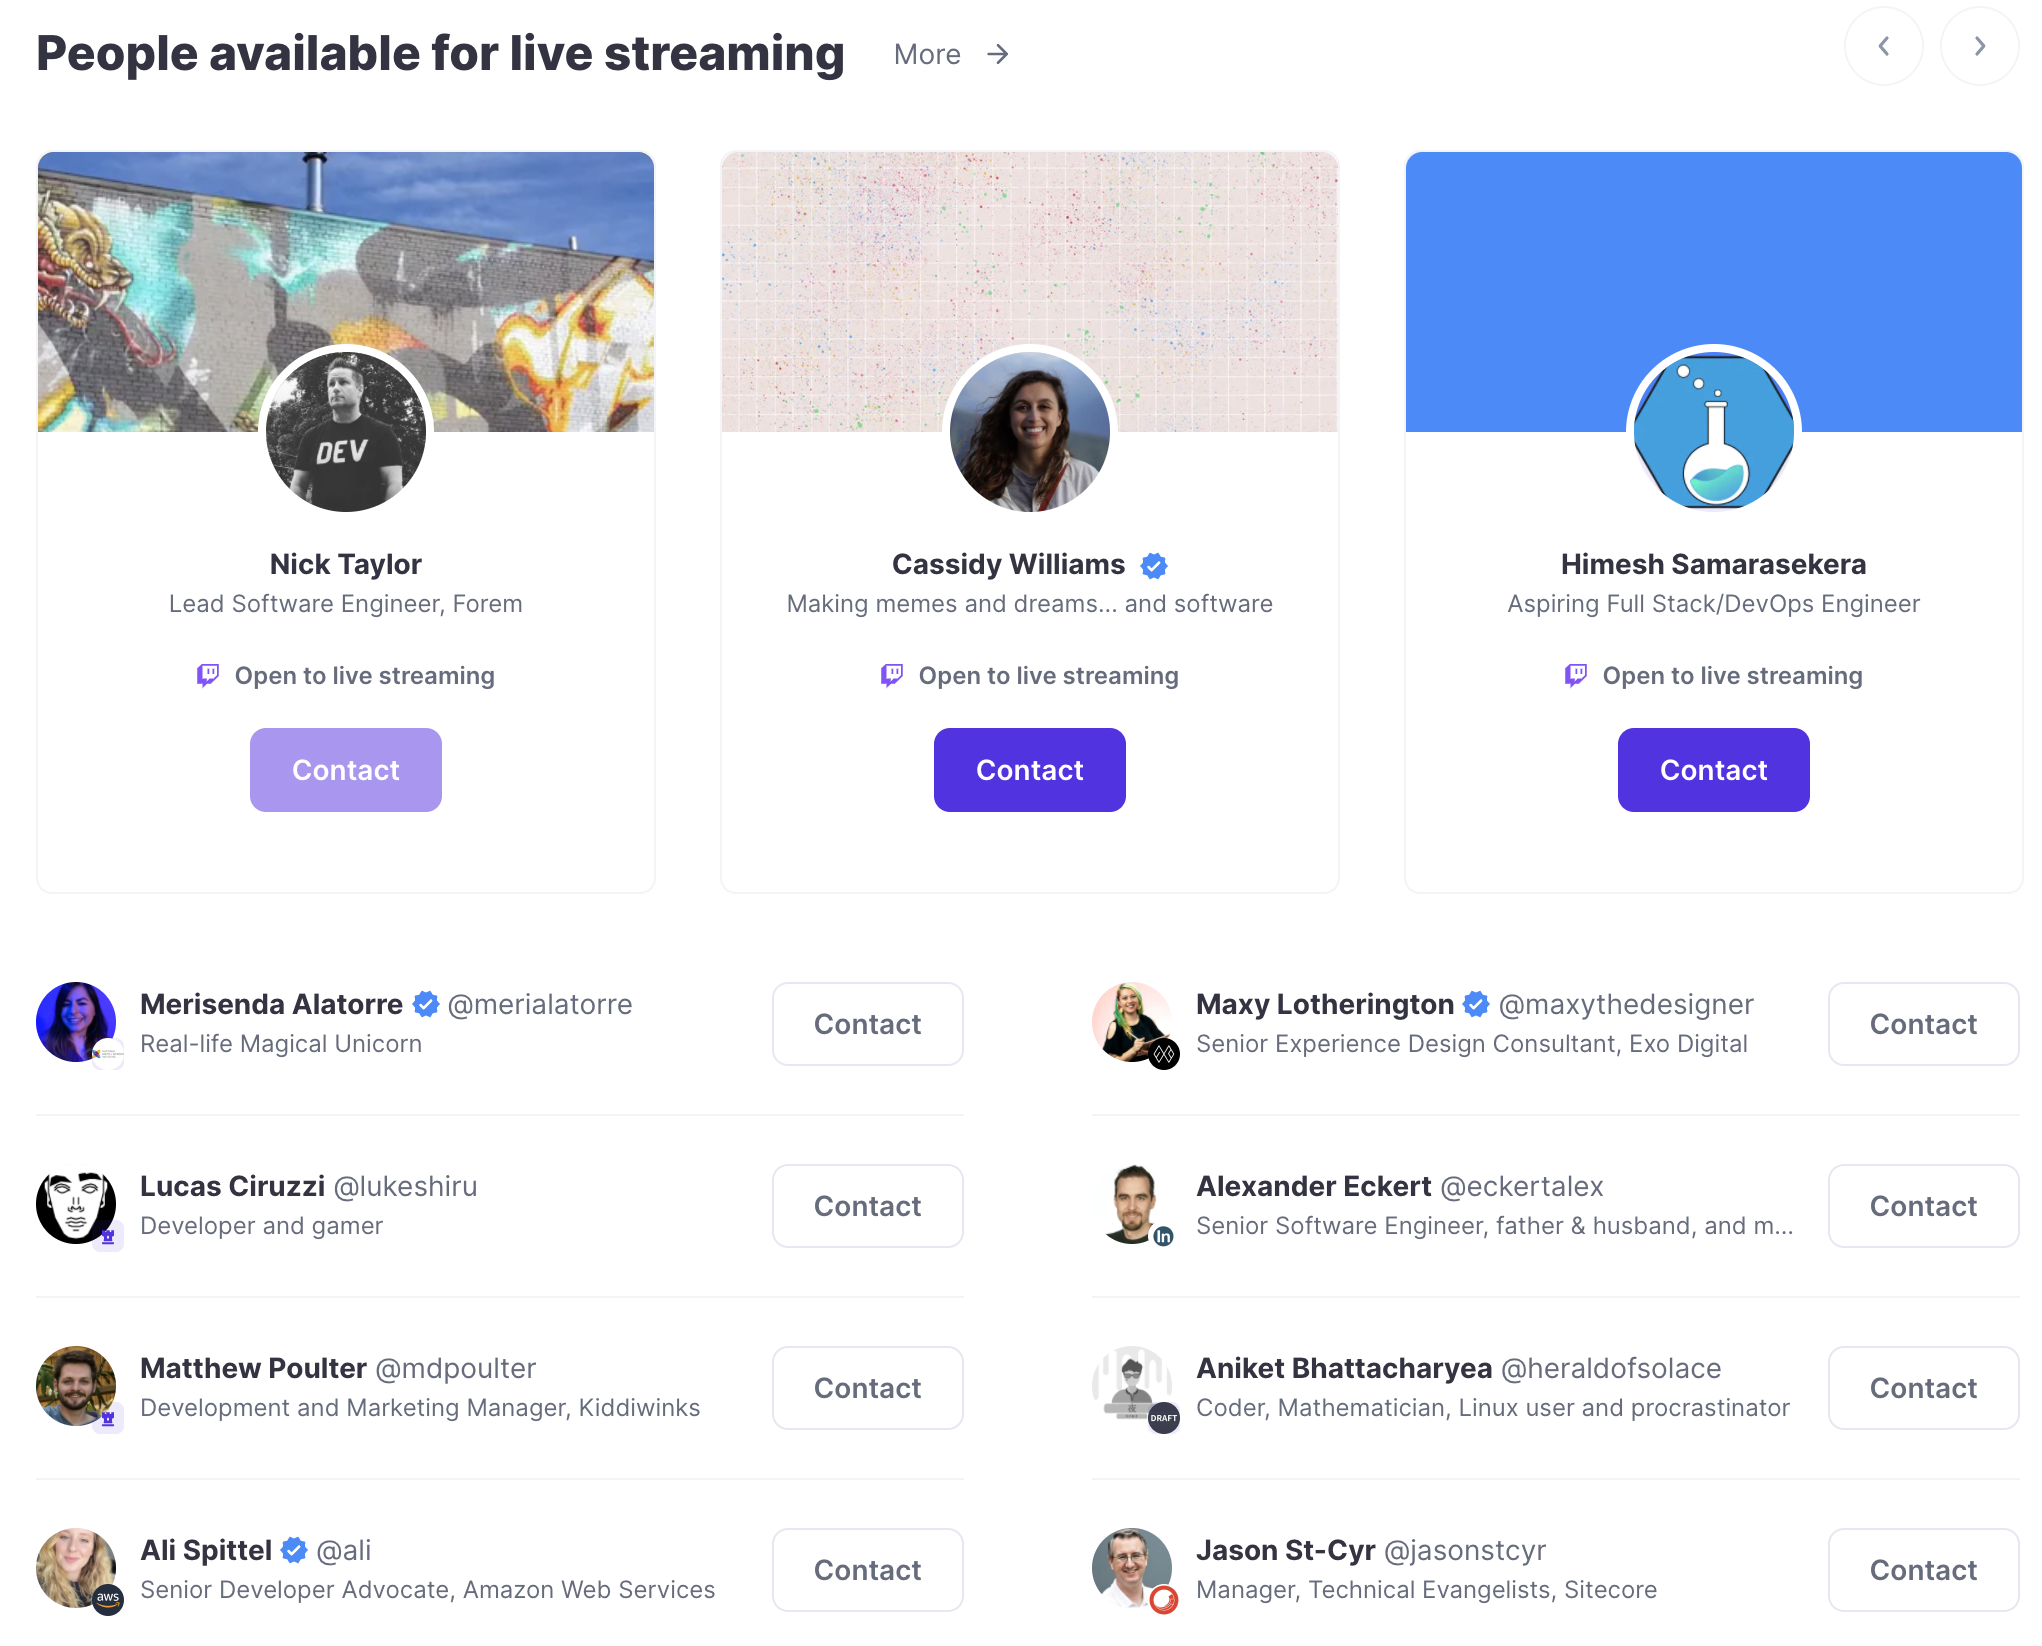 People available for live streaming More →
DEV
Nick Taylor
Lead Software Engineer, Forem
Open to live streaming
Contact
Cassidy Williams
Making memes and dreams... and software
Open to live streaming
Contact
Himesh Samarasekera
Aspiring Full Stack/DevOps Engineer
Open to live streaming
Contact
Merisenda Alatorre @merialatorre
Real-life Magical Unicorn
Contact
Maxy Lotherington @maxythedesigner
Senior Experience Design Consultant, Exo Digital
Contact
Lucas Ciruzzi @lukeshiru
Developer and gamer
Contact
in
Alexander Eckert @eckertalex
Senior Software Engineer, father & husband, and m...
Contact
Matthew Poulter @mdpoulter
Development and Marketing Manager, Kiddiwinks
Contact
DRAFT
Aniket Bhattacharyea @heraldofsolace
Coder, Mathematician, Linux user and procrastinator
Contact
aws
Ali Spittel @ali
Senior Developer Advocate, Amazon Web Services
Contact
Jason St-Cyr @jasonstcyr
Manager, Technical Evangelists, Sitecore
Contact